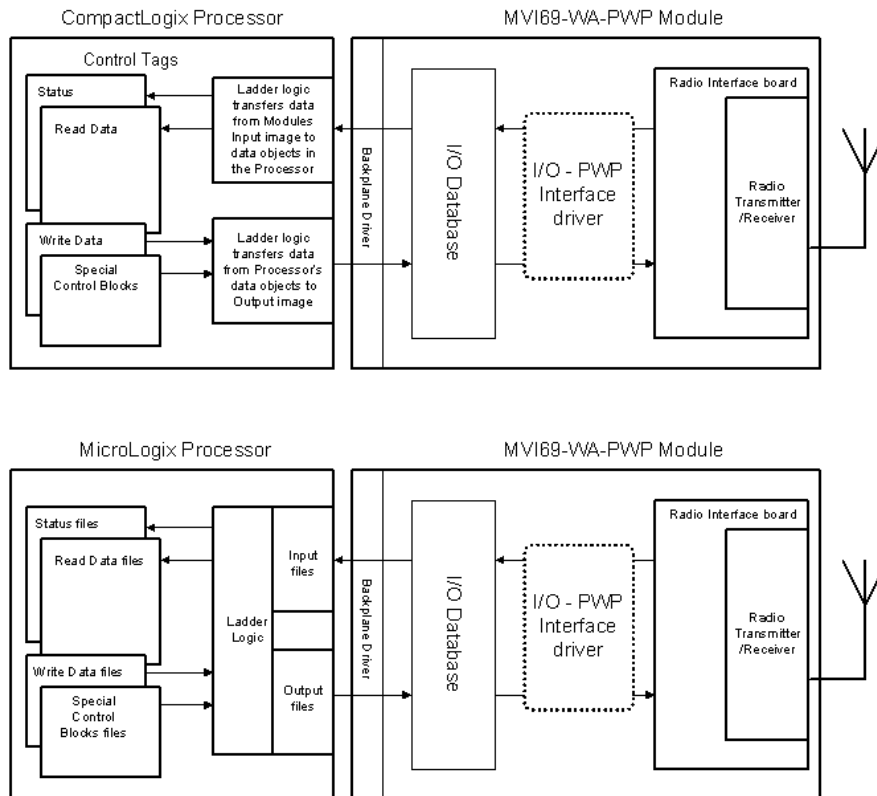 CompactLogix Processor
MVI69-WA-PWP Module
Control Tags
Status
Read Data
Write Data
Special
Control Blocks
Ladder logic
transfers data
from Modules
Input image to
data objects in
the Processor
Ladder logic
transfers data
from Processor's
data objects to
Output image
Backplane Driver
I/O Database
I/O - PWP
Interface
driver
Radio Interface board
Radio
Transmitter
/Receiver
MicroLogix Processor
MVI69-WA-PWP Module
Status files
Read Data files
Write Data files
Special
Control
Blocks files
Ladder
Logic
Input
files
Output
files
Backplane Driver
I/O Database
I/O - PWP
Interface
driver
Radio Interface board
Radio
Transmitter
/Receiver